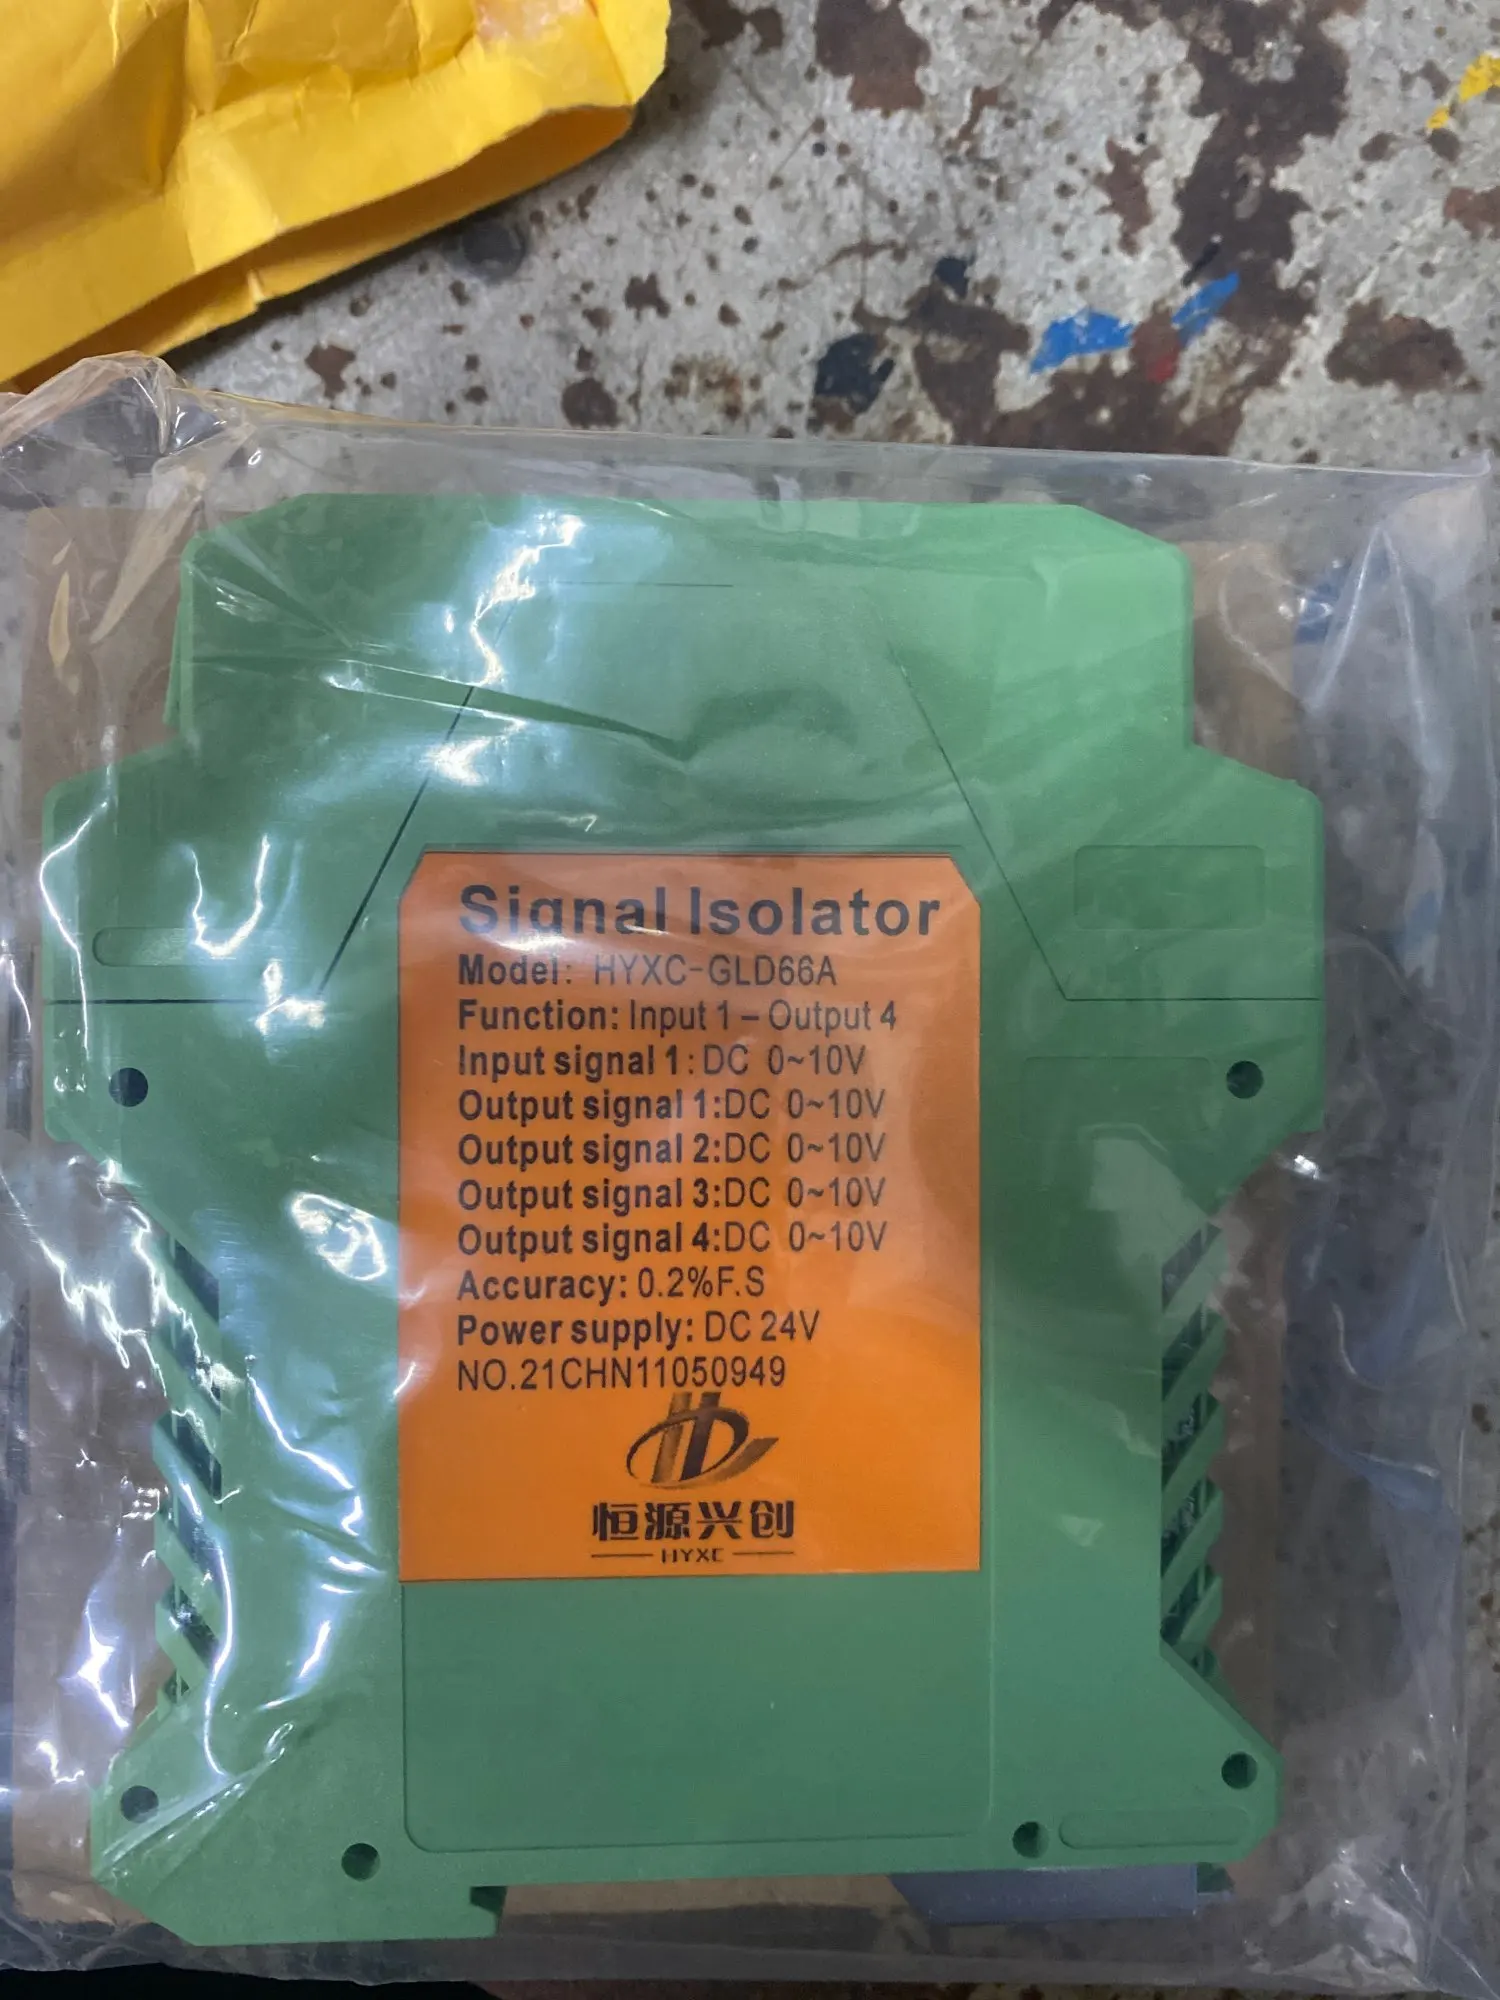 Signal Isolator
Model: HYXC-GLD66A
Function: Input 1 – Output 4
Input signal 1: DC 0~10V
Output signal 1:DC 0~10V
Output signal 2:DC 0~10V
Output signal 3:DC 0~10V
Output signal 4:DC 0~10V
Accuracy: 0.2%F.S
Power supply: DC 24V
NO.21CHN11050949
恒源兴创
HYXC